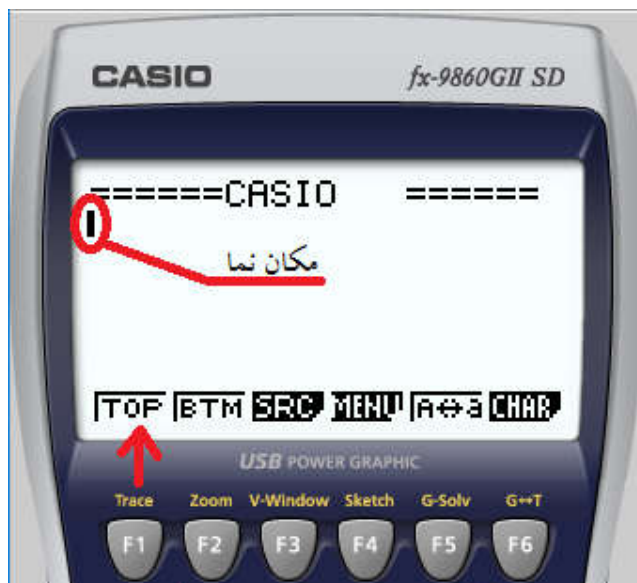 CASIO fx-9860GII SD
======CASIO ======
مکان نما
TOP BTM SRC MENU A↔a CHAR
USB POWER GRAPHIC
Trace Zoom V-Window Sketch G-Solv G↔T
F1 F2 F3 F4 F5 F6